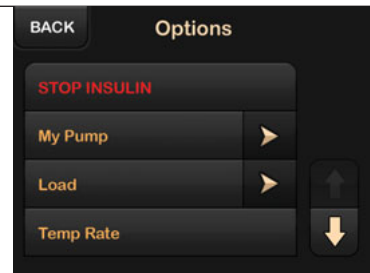 BACK
Options
STOP INSULIN
My Pump
Load
Temp Rate